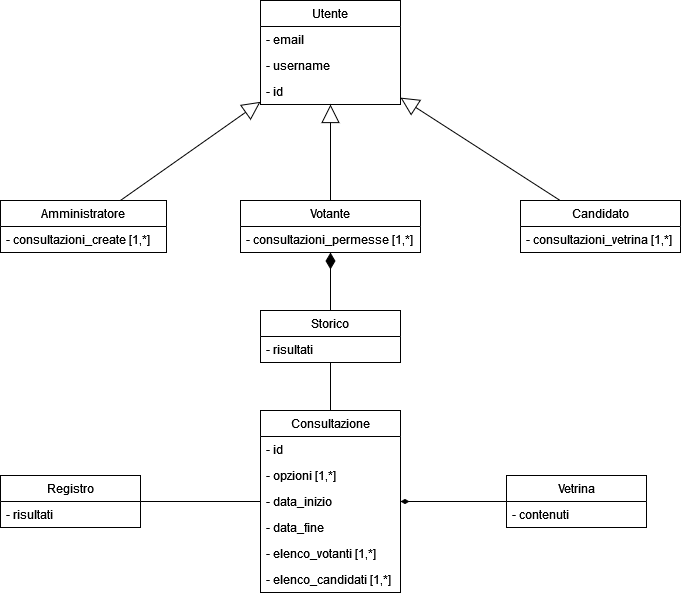 Utente
- email
- username
- id
Amministratore
- consultazioni_create [1,*]
Votante
- consultazioni_permesse [1,*]
Candidato
- consultazioni_vetrina [1,*]
Storico
- risultati
Consultazione
- id
- opzioni [1,*]
- data_inizio
- data_fine
- elenco_votanti [1,*]
- elenco_candidati [1,*]
Registro
- risultati
Vetrina
- contenuti